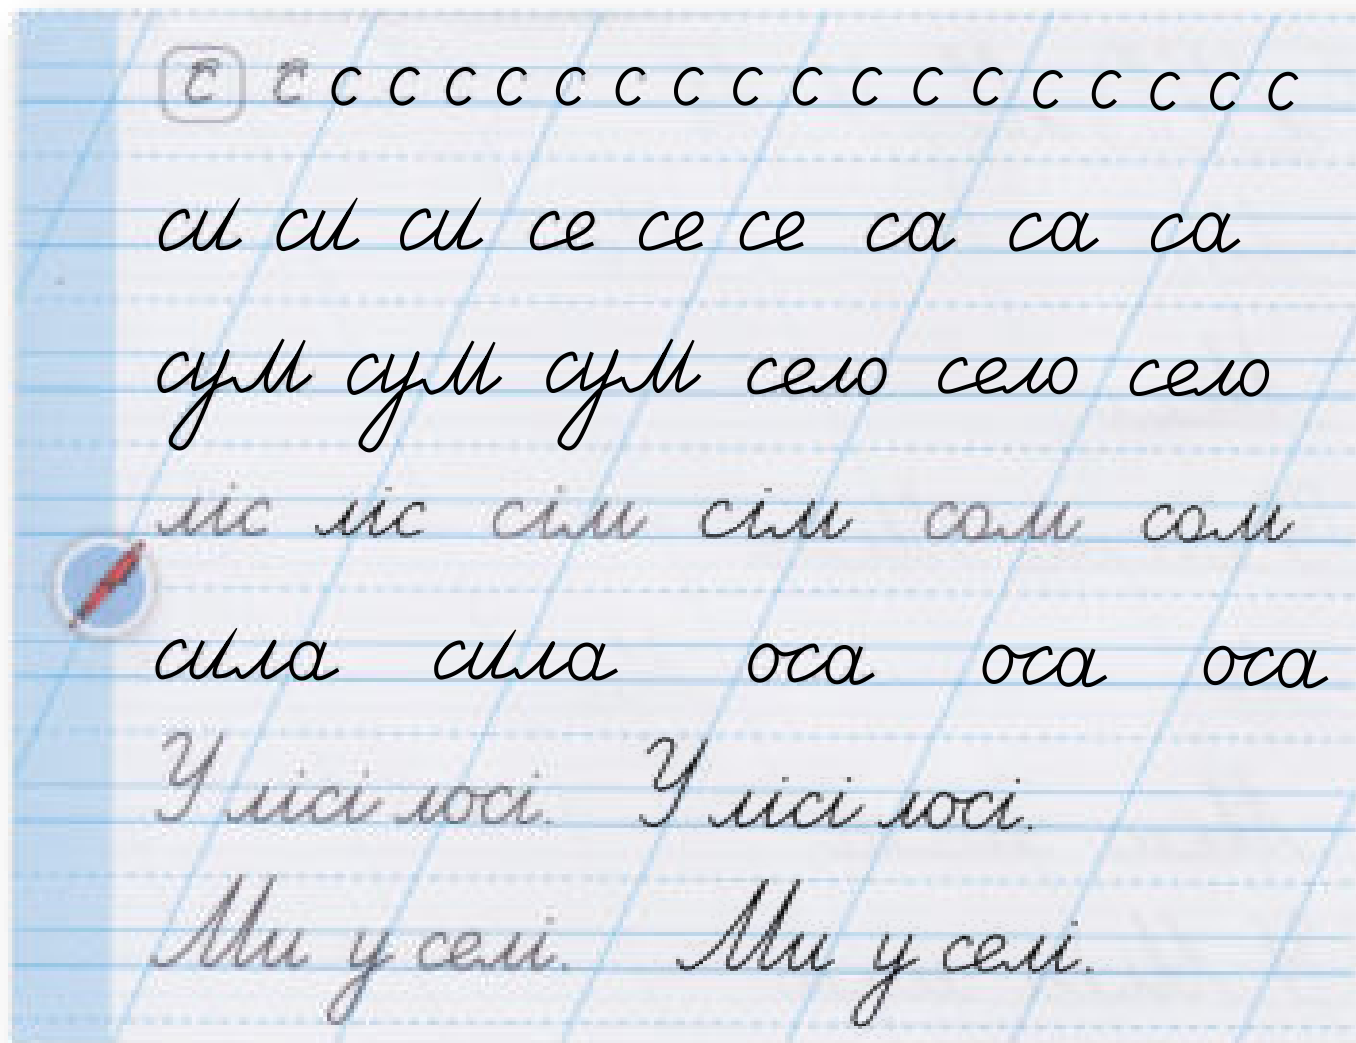 с с с с с с с с с с с с с с с с с с с
си си си се се се са са са
сум сум сум село село село
ліс ліс сім сім сом сом
сила сила оса оса оса
У лісі лосі. У лісі лосі.
Ми у селі. Ми у селі.